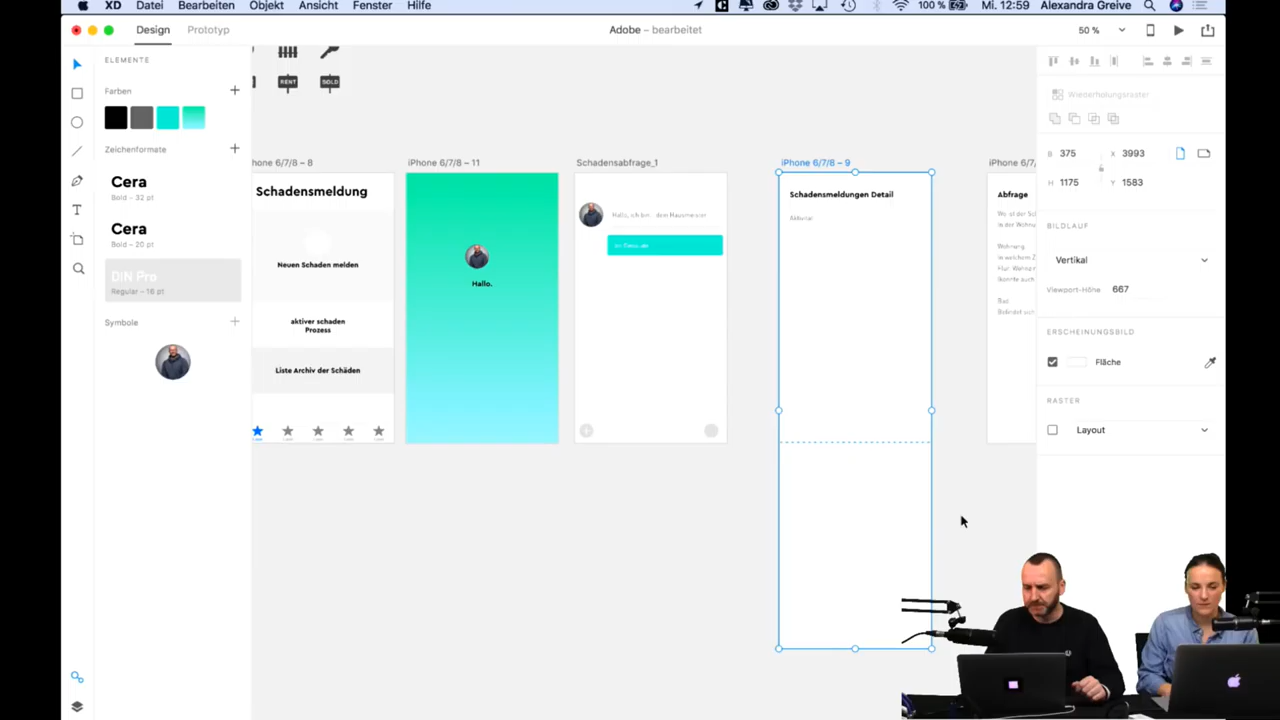 XD Datei Bearbeiten Objekt Ansicht Fenster Hilfe
100 % Mi. 12:59 Alexandra Greive
Design Prototyp
Adobe – bearbeitet
50 %
ELEMENTE
Farben
Zeichenformate
Cera
Bold – 32 pt
Cera
Bold – 20 pt
DIN Pro
Regular – 16 pt
Symbole
RENT SOLD
hone 6/7/8 – 8
Schadensmeldung
Neuen Schaden melden
aktiver schaden
Prozess
Liste Archiv der Schäden
iPhone 6/7/8 – 11
Hallo.
Schadensabfrage_1
iPhone 6/7/8 – 9
Schadensmeldungen Detail
iPhone 6/7/
Abfrage
Wohnung
Bad
Wiederholungsraster
B 375 X 3993
H 1175 Y 1583
BILDLAUF
Vertikal
Viewport-Höhe: 667
ERSCHEINUNGSBILD
Fläche
RASTER
Layout